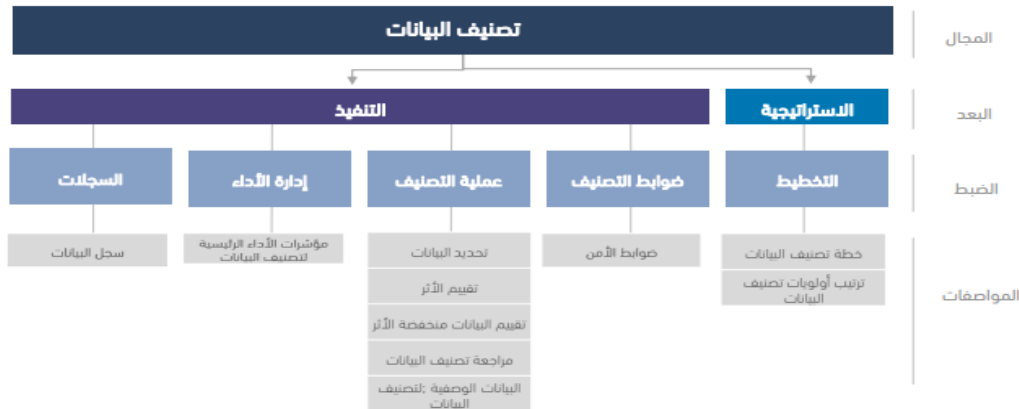 تصنيف البيانات
المجال
الاستراتيجية
التنفيذ
البعد
التخطيط
ضوابط التصنيف
عملية التصنيف
إدارة الأداء
السجلات
الضبط
خطة تصنيف البيانات
ترتيب أولويات تصنيف
البيانات
ضوابط الأمن
تحديد البيانات
تقييم الأثر
تقييم البيانات منخفضة الأثر
مراجعة تصنيف البيانات
البيانات الوصفية ;لتصنيف
البيانات
مؤشرات الأداء الرئيسية
لتصنيف البيانات
سجل البيانات
المواصفات